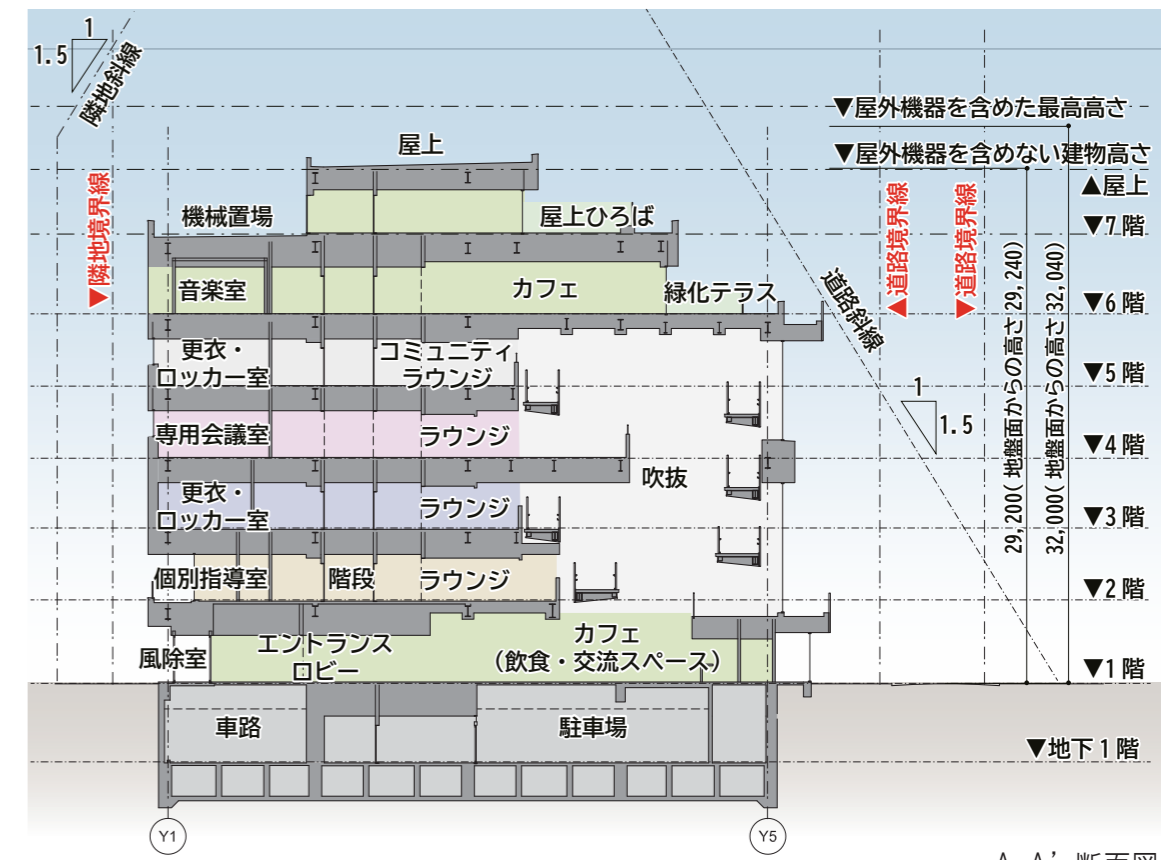 1
1.5
隣地斜線
▼屋外機器を含めた最高高さ
▼屋外機器を含めない建物高さ
屋上
▲屋上
▼隣地境界線
▲道路境界線
▼道路境界線
機械置場
屋上ひろば
▼7階
音楽室
カフェ
緑化テラス
▼6階
道路斜線
更衣・
ロッカー室
コミュニティ
ラウンジ
▼5階
1
1.5
29,200(地盤面からの高さ 29,240)
32,000(地盤面からの高さ 32,040)
専用会議室
ラウンジ
▼4階
吹抜
更衣・
ロッカー室
ラウンジ
▼3階
個別指導室
階段
ラウンジ
▼2階
風除室
エントランス
ロビー
カフェ
(飲食・交流スペース)
▼1階
車路
駐車場
▼地下1階
Y1
Y5